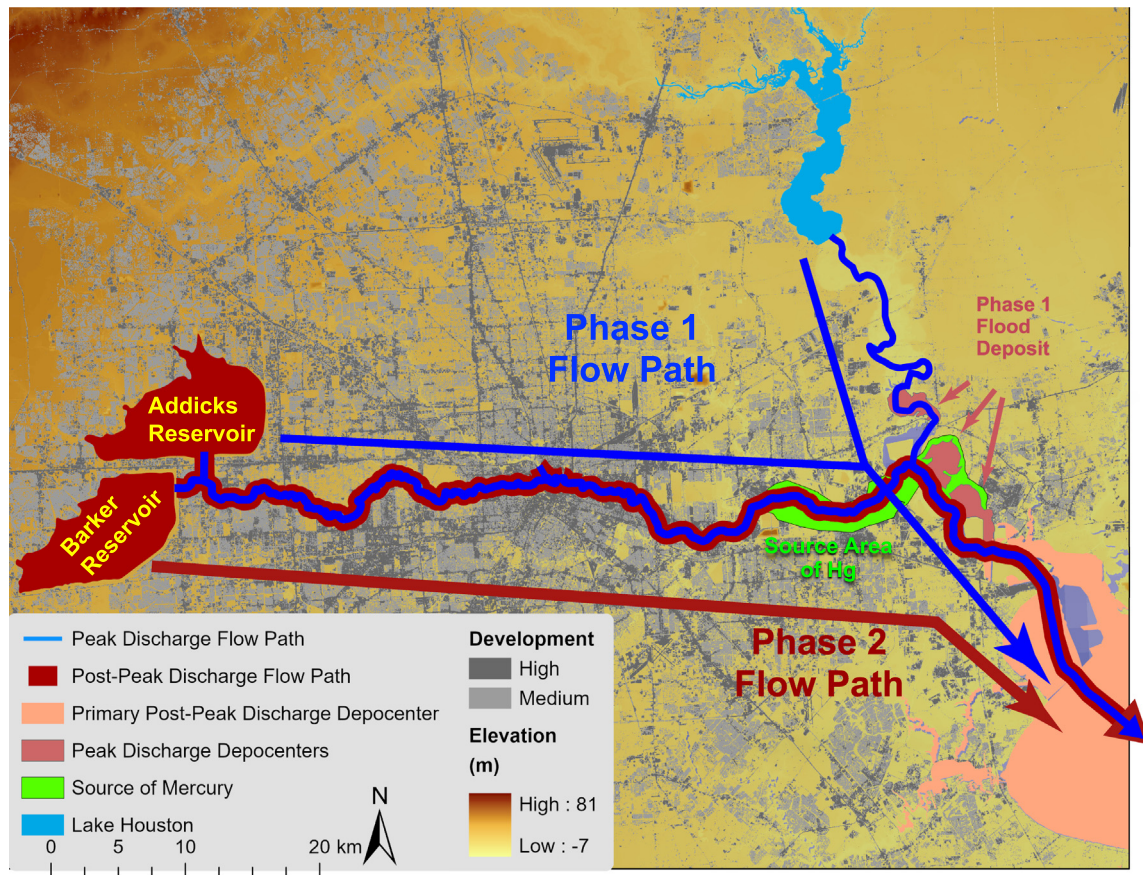 Phase 1
Flow Path
Phase 1
Flood
Deposit
Addicks
Reservoir
Barker
Reservoir
Source Area
of Hg
Phase 2
Flow Path
Peak Discharge Flow Path
Post-Peak Discharge Flow Path
Primary Post-Peak Discharge Depocenter
Peak Discharge Depocenters
Source of Mercury
Lake Houston
0 5 10 20 km
N
Development
High
Medium
Elevation
(m)
High : 81
Low : -7